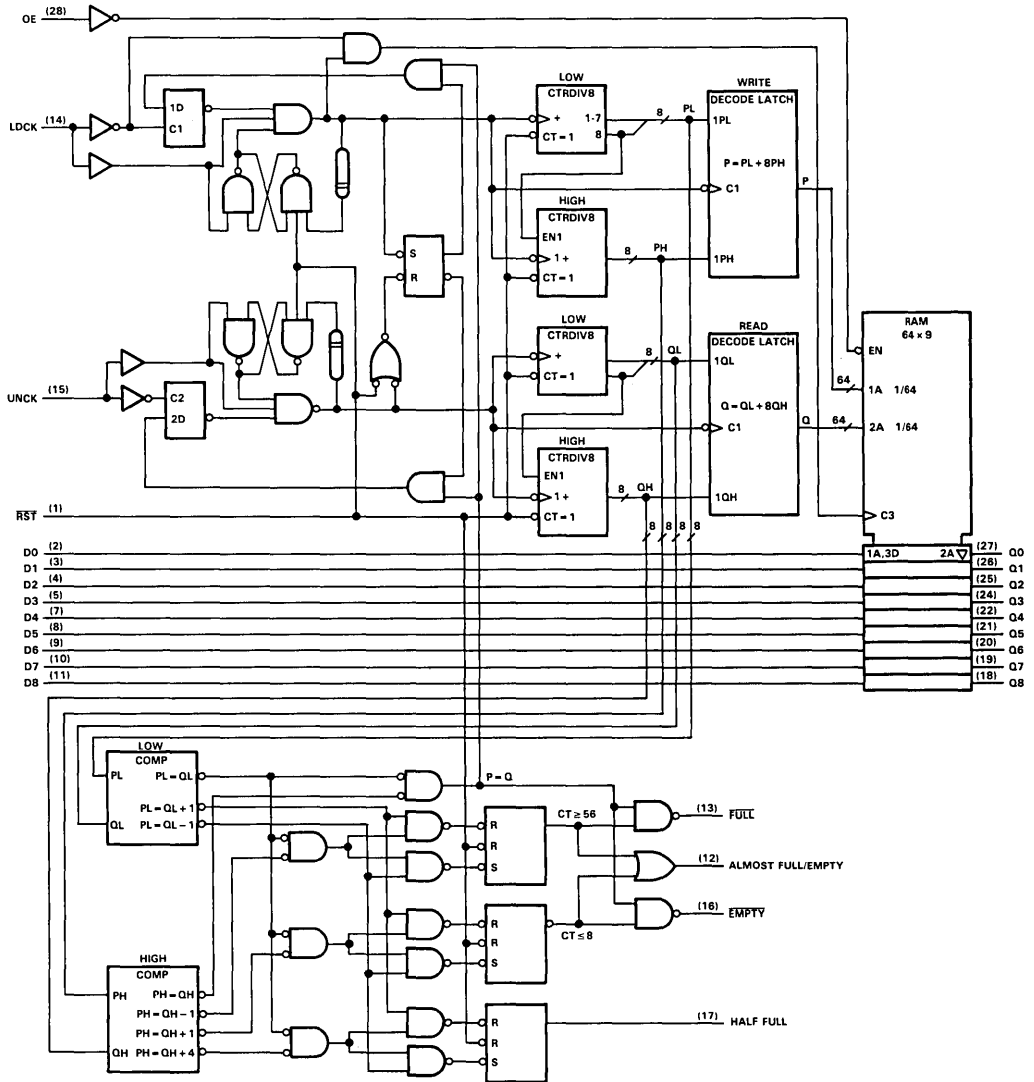 OE (28)
LDCK (14)
1D
C1
LOW
CTRDIV8
+
1-7
CT = 1
8
8
PL
WRITE
DECODE LATCH
1PL
P = PL + 8PH
C1
P
1PH
HIGH
CTRDIV8
EN1
1 +
CT = 1
8
PH
S
R
LOW
CTRDIV8
+
CT = 1
8
QL
READ
DECODE LATCH
1QL
Q = QL + 8QH
C1
Q
1QH
HIGH
CTRDIV8
EN1
1 +
CT = 1
8
QH
8 8 8 8
RAM
64 × 9
EN
64
1A 1/64
64
2A 1/64
C3
1A,3D 2A ▽
UNCK (15)
C2
2D
RST (1)
D0 (2)
D1 (3)
D2 (4)
D3 (5)
D4 (7)
D5 (8)
D6 (9)
D7 (10)
D8 (11)
(27) Q0
(26) Q1
(25) Q2
(24) Q3
(22) Q4
(21) Q5
(20) Q6
(19) Q7
(18) Q8
LOW
COMP
PL PL = QL
PL = QL + 1
QL PL = QL − 1
HIGH
COMP
PH PH = QH
PH = QH − 1
PH = QH + 1
QH PH = QH + 4
P = Q
R
R
S
CT ≥ 56
R
R
S
CT ≤ 8
R
R
S
(13) FULL
(12) ALMOST FULL/EMPTY
(16) EMPTY
(17) HALF FULL